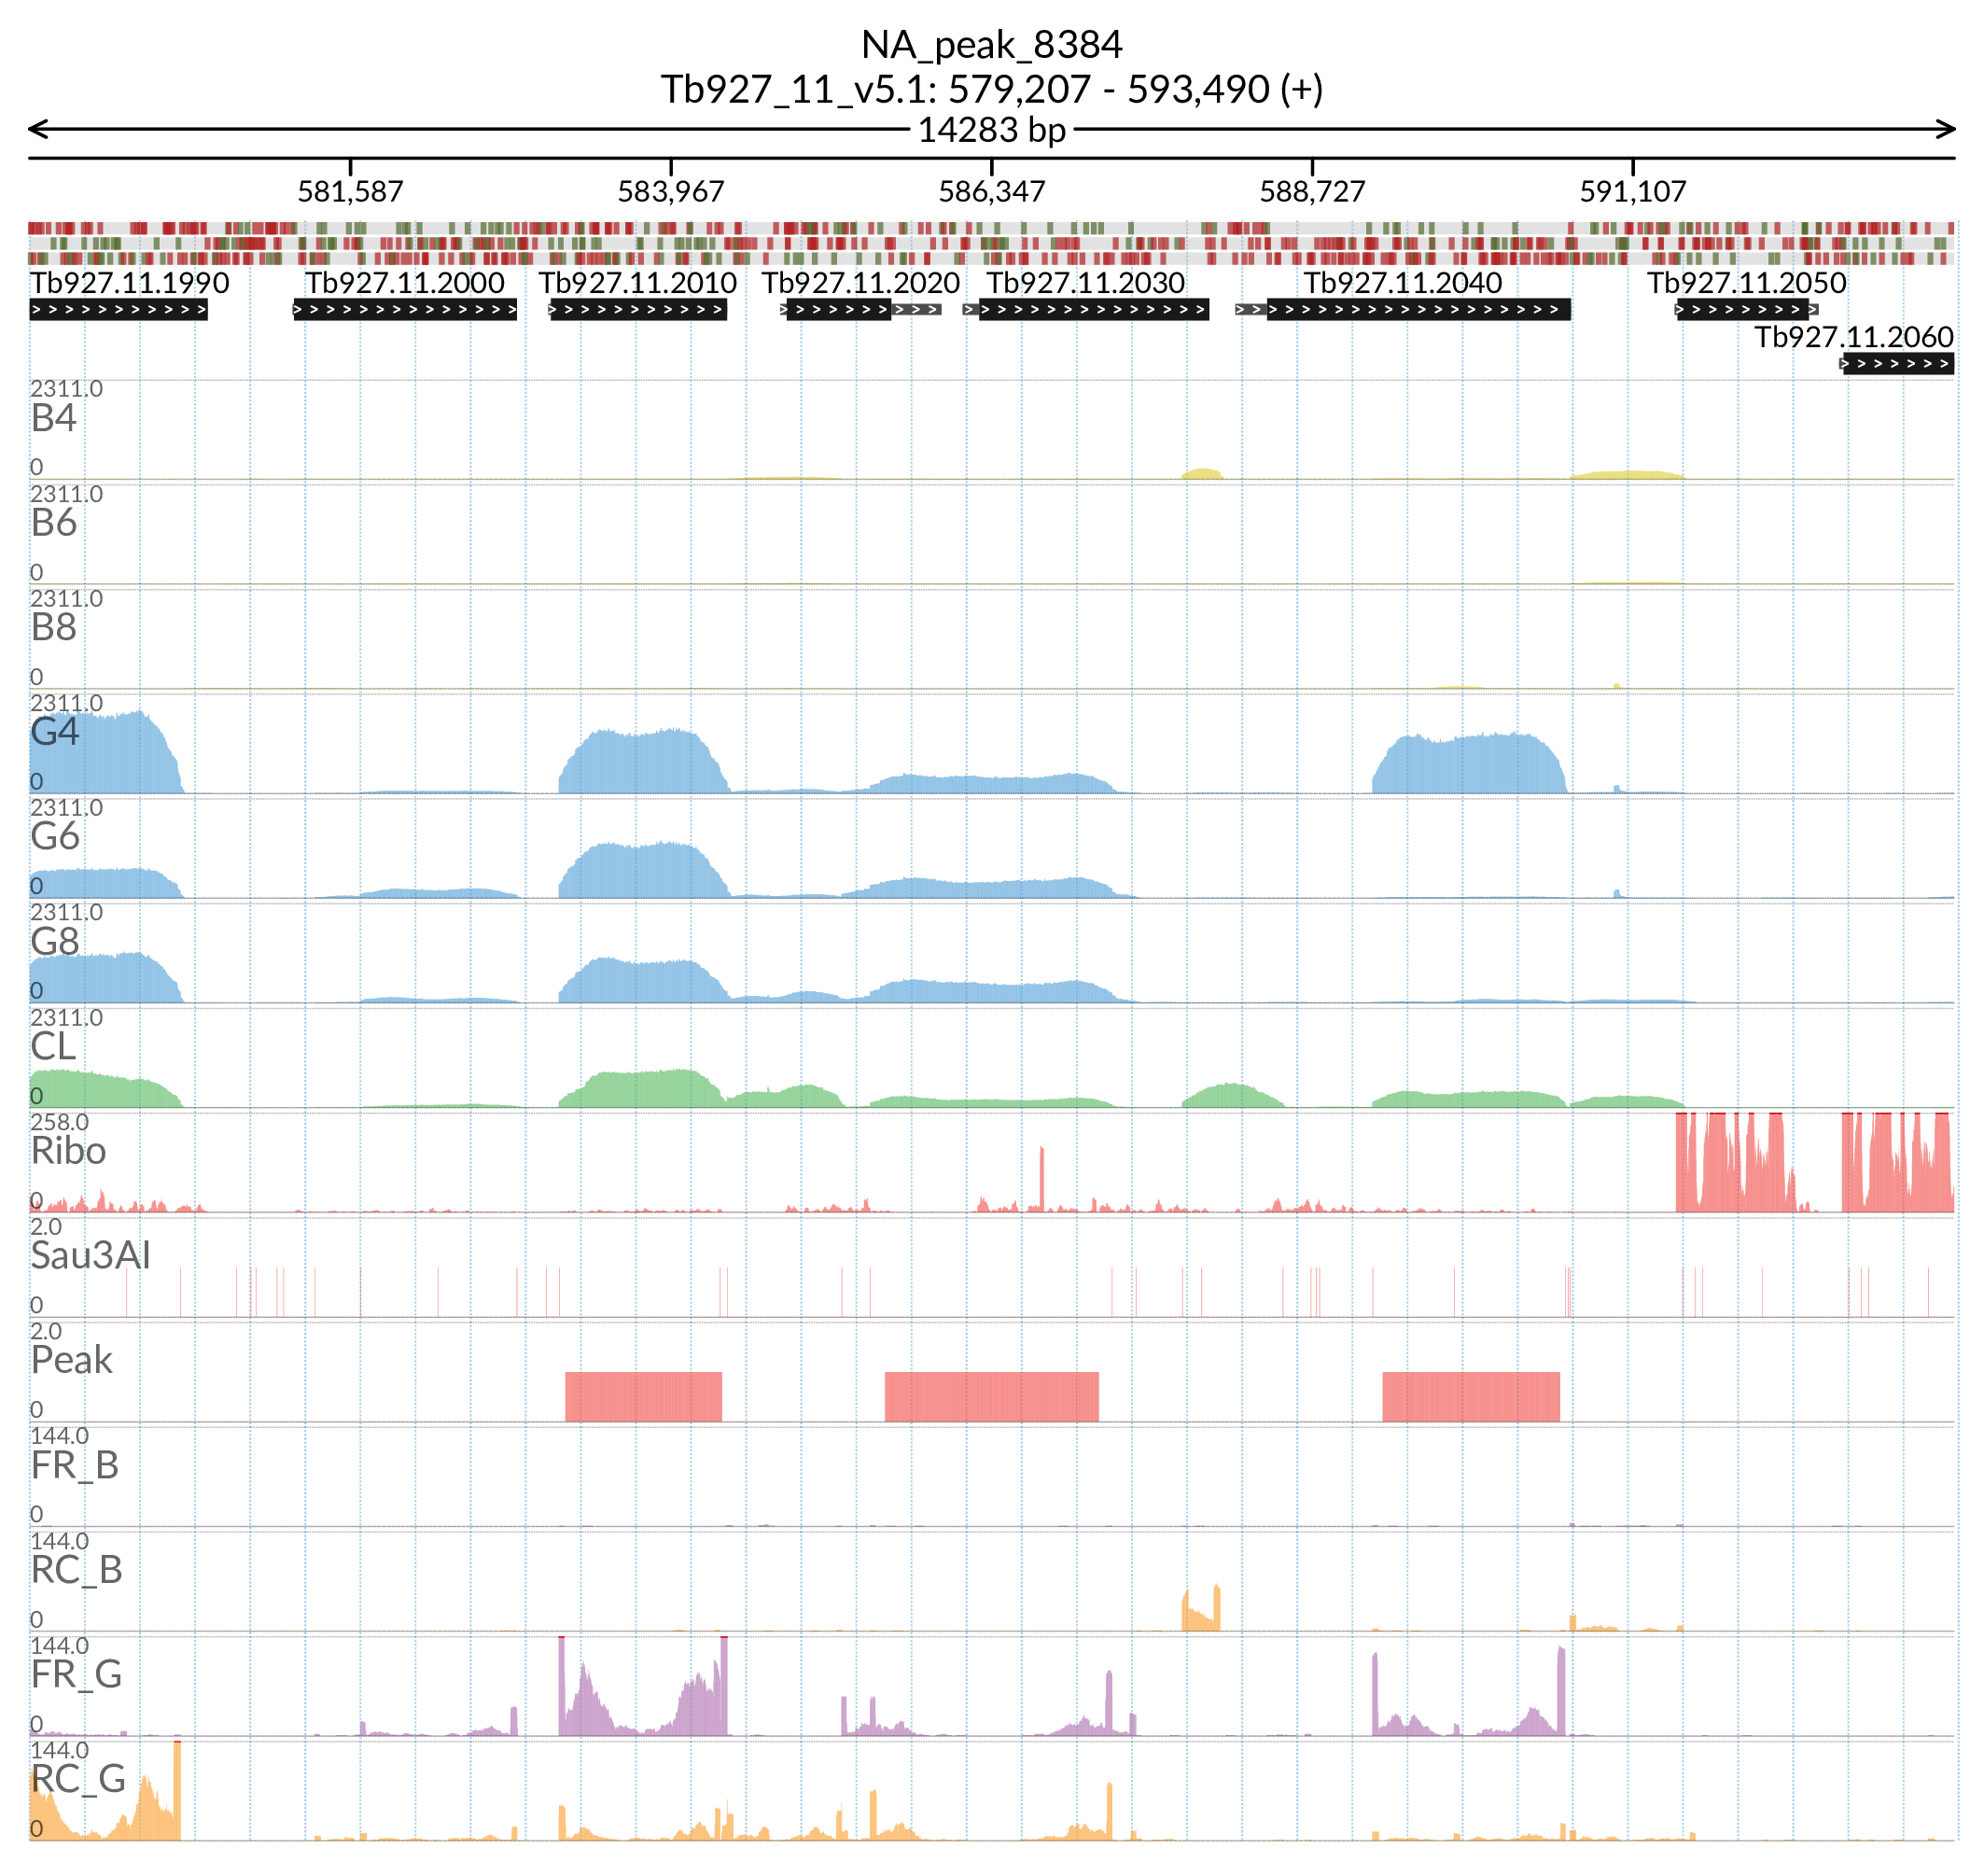 NA_peak_8384
Tb927_11_v5.1: 579,207 - 593,490 (+)
14283 bp
581,587 583,967 586,347 588,727 591,107
Tb927.11.1990 Tb927.11.2000 Tb927.11.2010 Tb927.11.2020 Tb927.11.2030 Tb927.11.2040 Tb927.11.2050
Tb927.11.2060
2311.0
B4
0
2311.0
B6
0
2311.0
B8
0
2311.0
G4
0
2311.0
G6
0
2311.0
G8
0
2311.0
CL
0
258.0
Ribo
0
2.0
Sau3AI
0
2.0
Peak
0
144.0
FR_B
0
144.0
RC_B
0
144.0
FR_G
0
144.0
RC_G
0